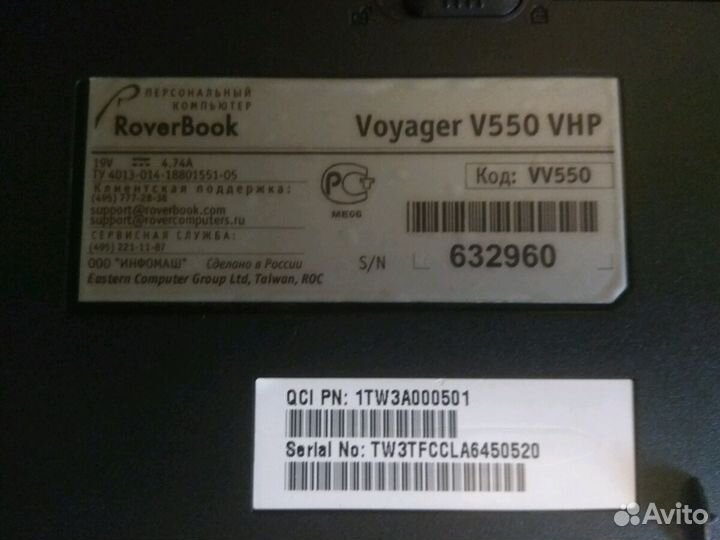 ПЕРСОНАЛЬНЫЙ
КОМПЬЮТЕР
RoverBook
Voyager V550 VHP
19V 4.74A
ТУ 4013-014-18801551-05
Клиентская поддержка:
(495) 777-28-38
support@roverbook.com
support@rovercomputers.ru
СЕРВИСНАЯ СЛУЖБА:
(495) 221-11-87
ООО "ИНФОМАШ" Сделано в России
Eastern Computer Group Ltd, Taiwan, ROC
РСТ
МЕ06
Код: VV550
S/N 632960
QCI PN: 1TW3A000501
Serial No: TW3TFCCLA6450520
Avito